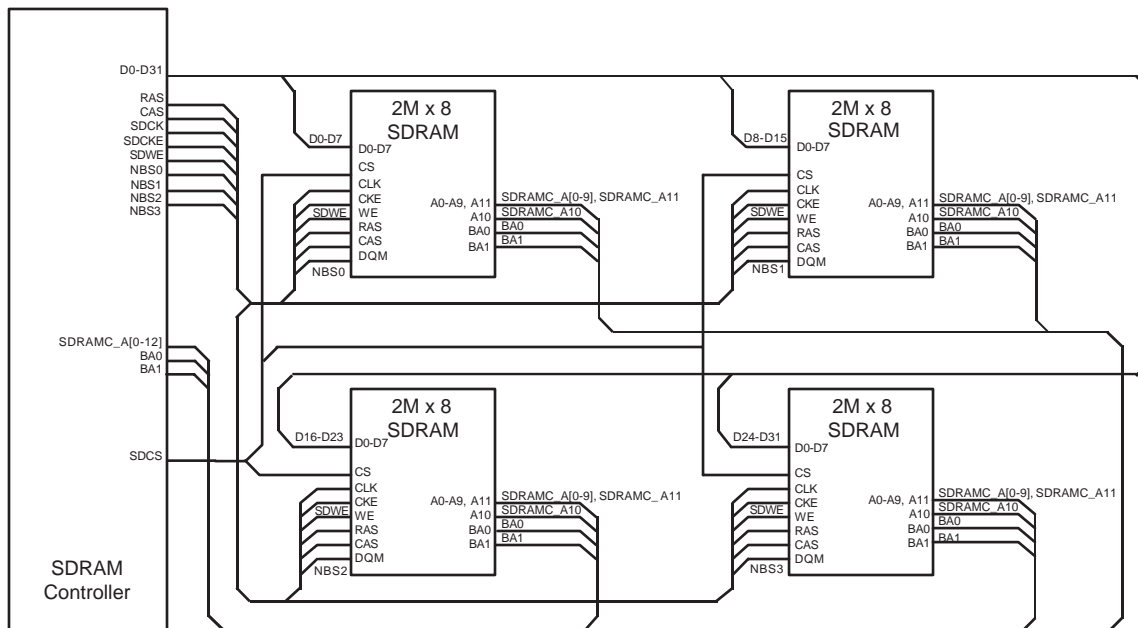 D0-D31
RAS
CAS
SDCK
SDCKE
SDWE
NBS0
NBS1
NBS2
NBS3
SDRAMC_A[0-12]
BA0
BA1
SDCS
SDRAM
Controller
2M x 8
SDRAM
D0-D7
D0-D7
CS
CLK
CKE
SDWE
WE
RAS
CAS
DQM
NBS0
A0-A9, A11
A10
BA0
BA1
SDRAMC_A[0-9], SDRAMC_A11
SDRAMC_A10
BA0
BA1
2M x 8
SDRAM
D8-D15
D0-D7
CS
CLK
CKE
SDWE
WE
RAS
CAS
DQM
NBS1
A0-A9, A11
A10
BA0
BA1
SDRAMC_A[0-9], SDRAMC_A11
SDRAMC_A10
BA0
BA1
2M x 8
SDRAM
D16-D23
D0-D7
CS
CLK
CKE
SDWE
WE
RAS
CAS
DQM
NBS2
A0-A9, A11
A10
BA0
BA1
SDRAMC_A[0-9], SDRAMC_A11
SDRAMC_A10
BA0
BA1
2M x 8
SDRAM
D24-D31
D0-D7
CS
CLK
CKE
SDWE
WE
RAS
CAS
DQM
NBS3
A0-A9, A11
A10
BA0
BA1
SDRAMC_A[0-9], SDRAMC_A11
SDRAMC_A10
BA0
BA1